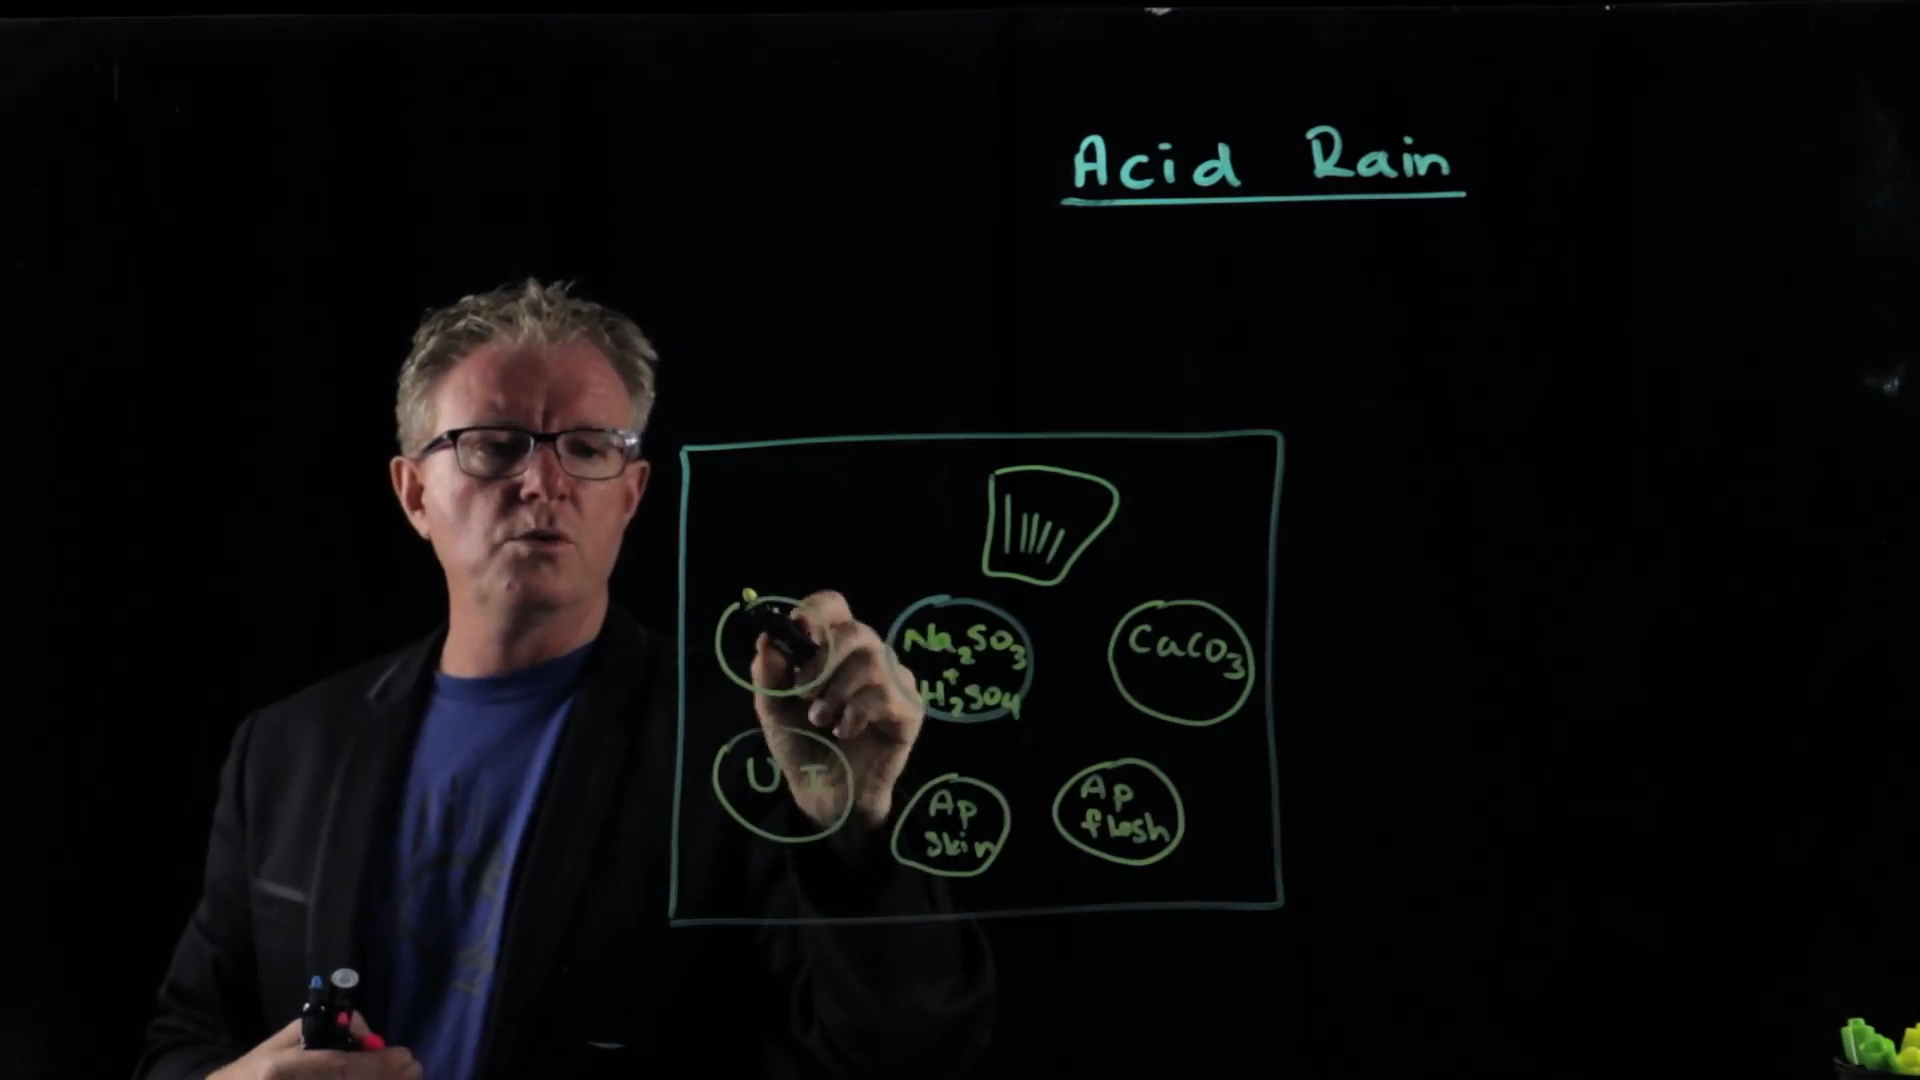 Acid Rain
Na2SO3
+
H2SO4
CaCO3
U I
Ap
skin
Ap
flesh